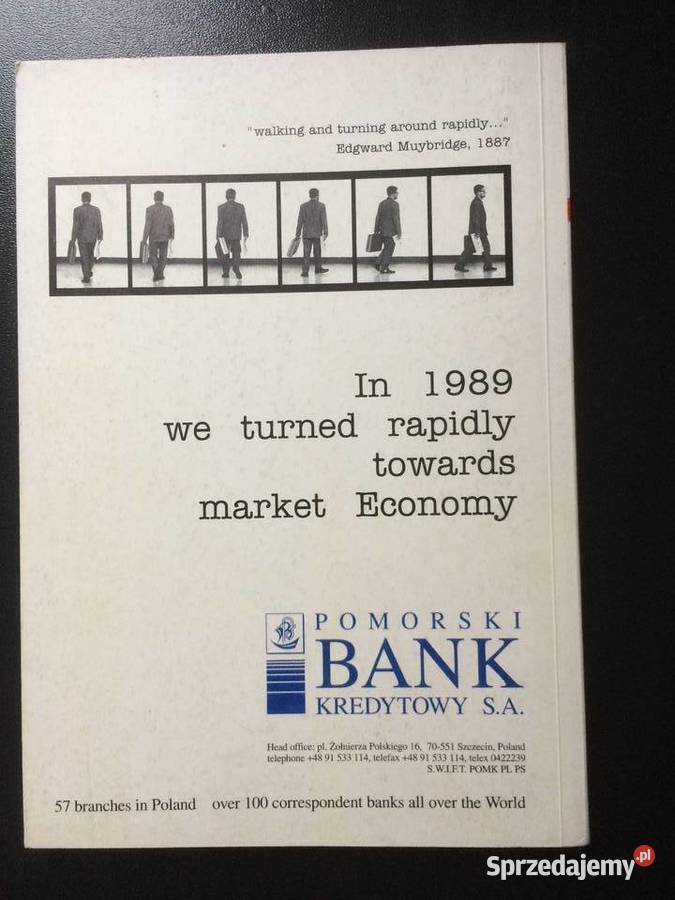 "walking and turning around rapidly..."
Edgward Muybridge, 1887
In 1989
we turned rapidly
towards
market Economy
POMORSKI
BANK
KREDYTOWY S.A.
Head office: pl. Żołnierza Polskiego 16, 70-551 Szczecin, Poland
telephone +48 91 533 114, telefax +48 91 533 114, telex 0422239
S.W.I.F.T. POMK PL PS
57 branches in Poland over 100 correspondent banks all over the World
Sprzedajemy.pl